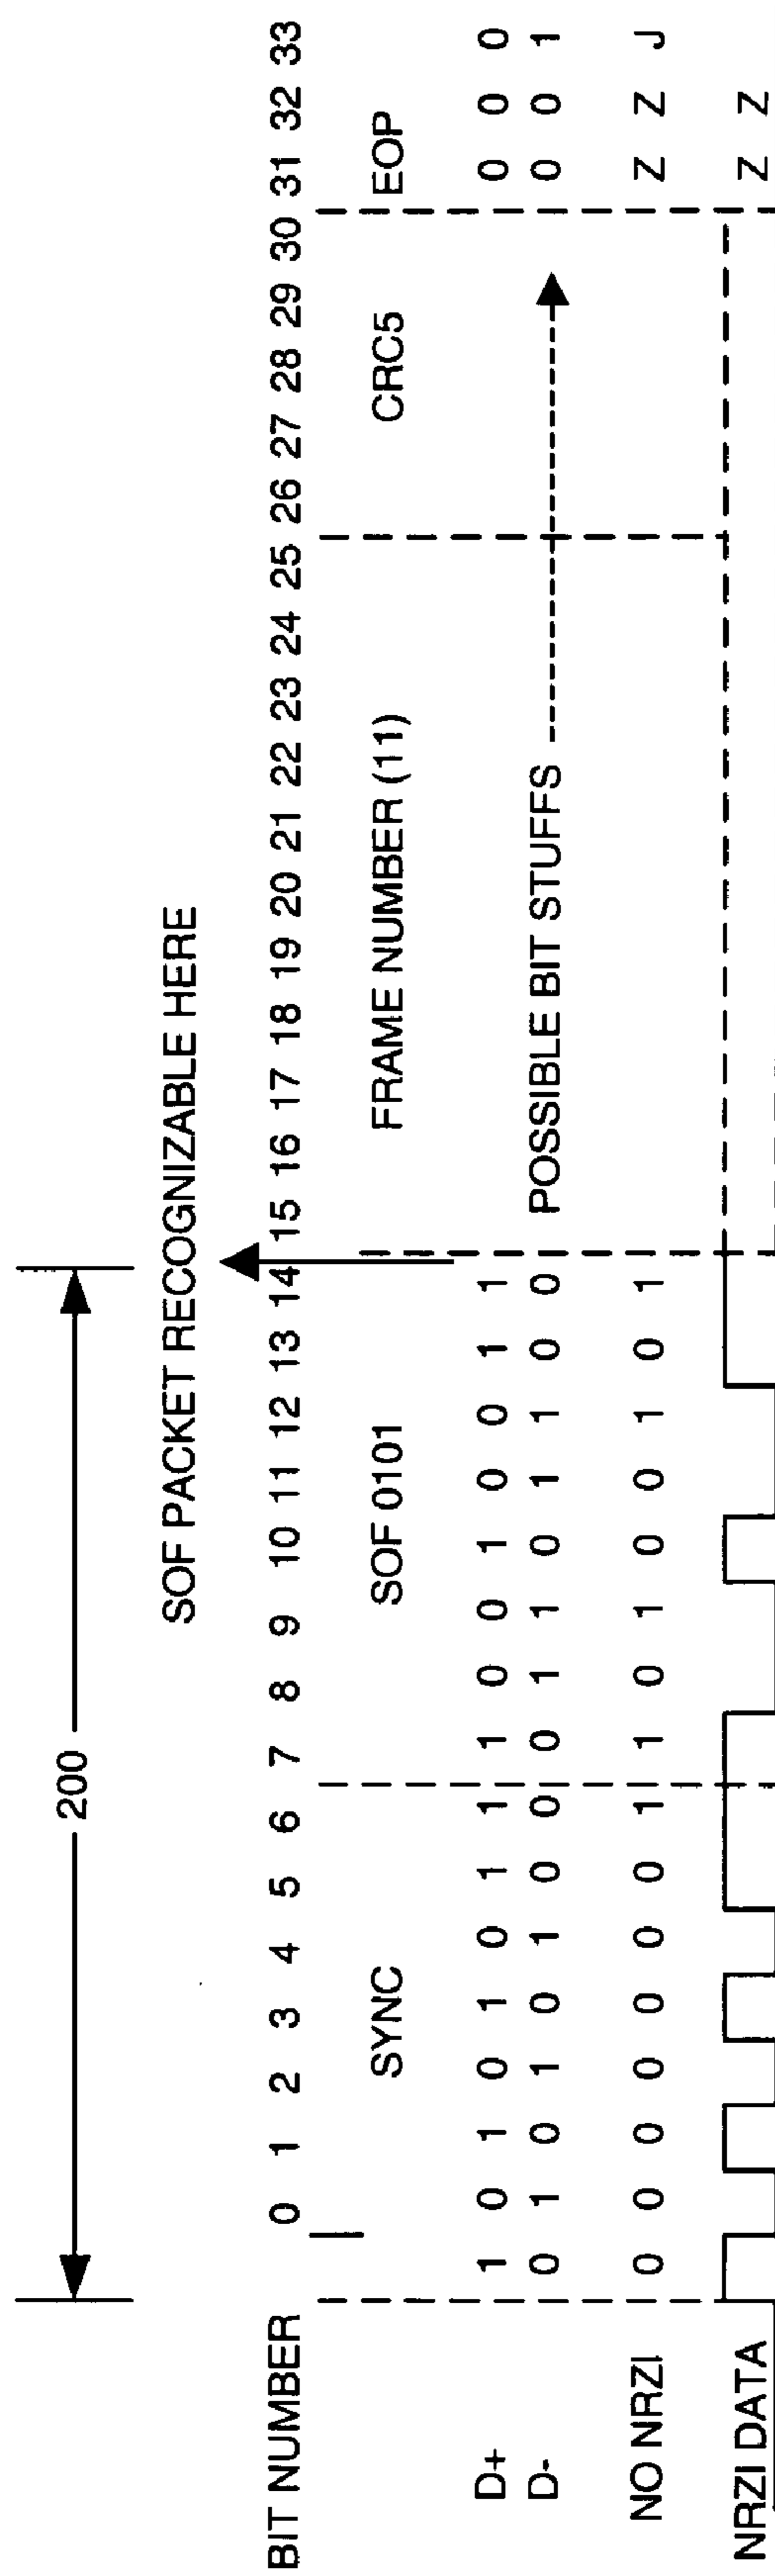 200
SOF PACKET RECOGNIZABLE HERE
BIT NUMBER 0 1 2 3 4 5 6 7 8 9 10 11 12 13 14 15 16 17 18 19 20 21 22 23 24 25 26 27 28 29 30 31 32 33
SYNC SOF 0101 FRAME NUMBER (11) CRC5 EOP
D+ 1 0 1 0 1 0 1 1 1 0 0 1 0 0 1 1 0 0 0
D- 0 1 0 1 0 1 0 0 0 1 1 0 1 1 0 0 POSSIBLE BIT STUFFS 0 0 1
NO NRZI 0 0 0 0 0 0 0 1 1 0 1 0 0 1 0 1 Z Z J
NRZI DATA Z Z